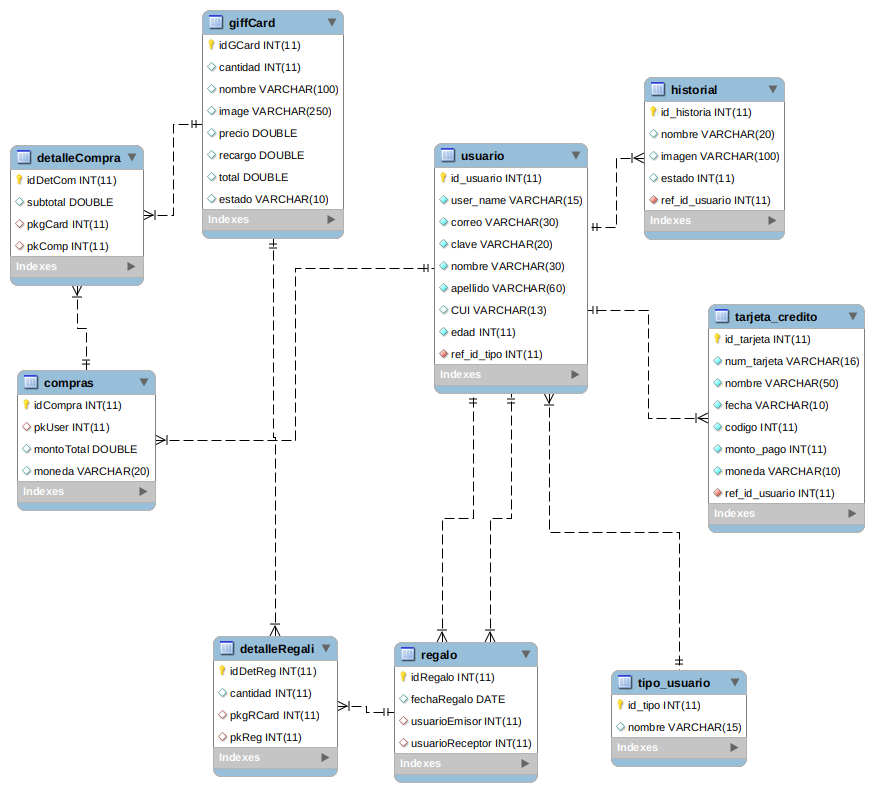 giffCard
idGCard INT(11)
cantidad INT(11)
nombre VARCHAR(100)
image VARCHAR(250)
precio DOUBLE
recargo DOUBLE
total DOUBLE
estado VARCHAR(10)
Indexes
detalleCompra
idDetCom INT(11)
subtotal DOUBLE
pkgCard INT(11)
pkComp INT(11)
Indexes
usuario
id_usuario INT(11)
user_name VARCHAR(15)
correo VARCHAR(30)
clave VARCHAR(20)
nombre VARCHAR(30)
apellido VARCHAR(60)
CUI VARCHAR(13)
edad INT(11)
ref_id_tipo INT(11)
Indexes
historial
id_historia INT(11)
nombre VARCHAR(20)
imagen VARCHAR(100)
estado INT(11)
ref_id_usuario INT(11)
Indexes
tarjeta_credito
id_tarjeta INT(11)
num_tarjeta VARCHAR(16)
nombre VARCHAR(50)
fecha VARCHAR(10)
codigo INT(11)
monto_pago INT(11)
moneda VARCHAR(10)
ref_id_usuario INT(11)
Indexes
compras
idCompra INT(11)
pkUser INT(11)
montoTotal DOUBLE
moneda VARCHAR(20)
Indexes
detalleRegali
idDetReg INT(11)
cantidad INT(11)
pkgRCard INT(11)
pkReg INT(11)
Indexes
regalo
idRegalo INT(11)
fechaRegalo DATE
usuarioEmisor INT(11)
usuarioReceptor INT(11)
Indexes
tipo_usuario
id_tipo INT(11)
nombre VARCHAR(15)
Indexes